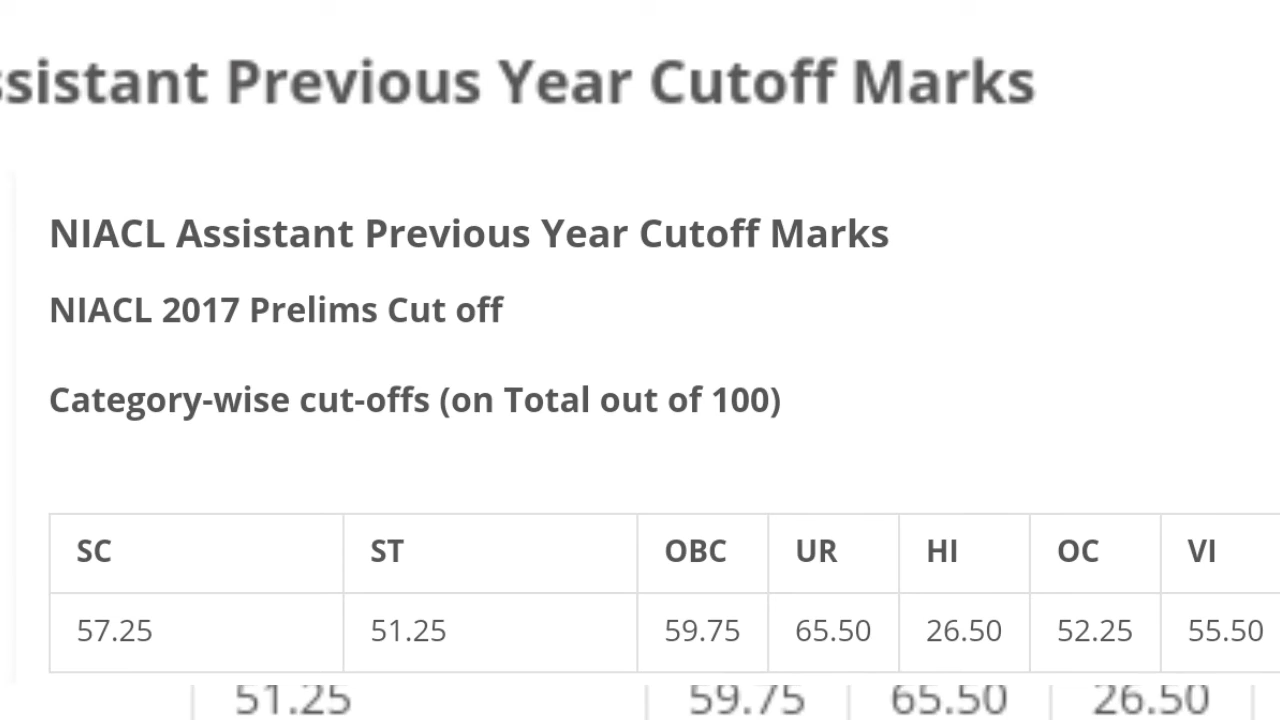 ssistant Previous Year Cutoff Marks
NIACL Assistant Previous Year Cutoff Marks
NIACL 2017 Prelims Cut off
Category-wise cut-offs (on Total out of 100)
SC ST OBC UR HI OC VI
57.25 51.25 59.75 65.50 26.50 52.25 55.50
51.25 59.75 65.50 26.50